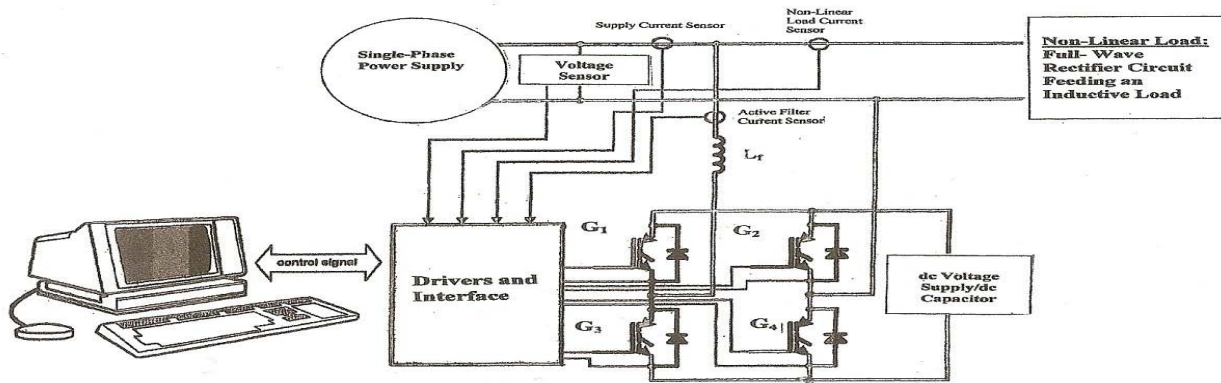 Supply Current Sensor
Non-Linear
Load Current
Sensor
Single-Phase
Power Supply
Voltage
Sensor
Non-Linear Load:
Full- Wave
Rectifier Circuit
Feeding an
Inductive Load
Active Filter
Current Sensor
Lf
G1
G2
control signal
Drivers and
Interface
dc Voltage
Supply/dc
Capacitor
G3
G4